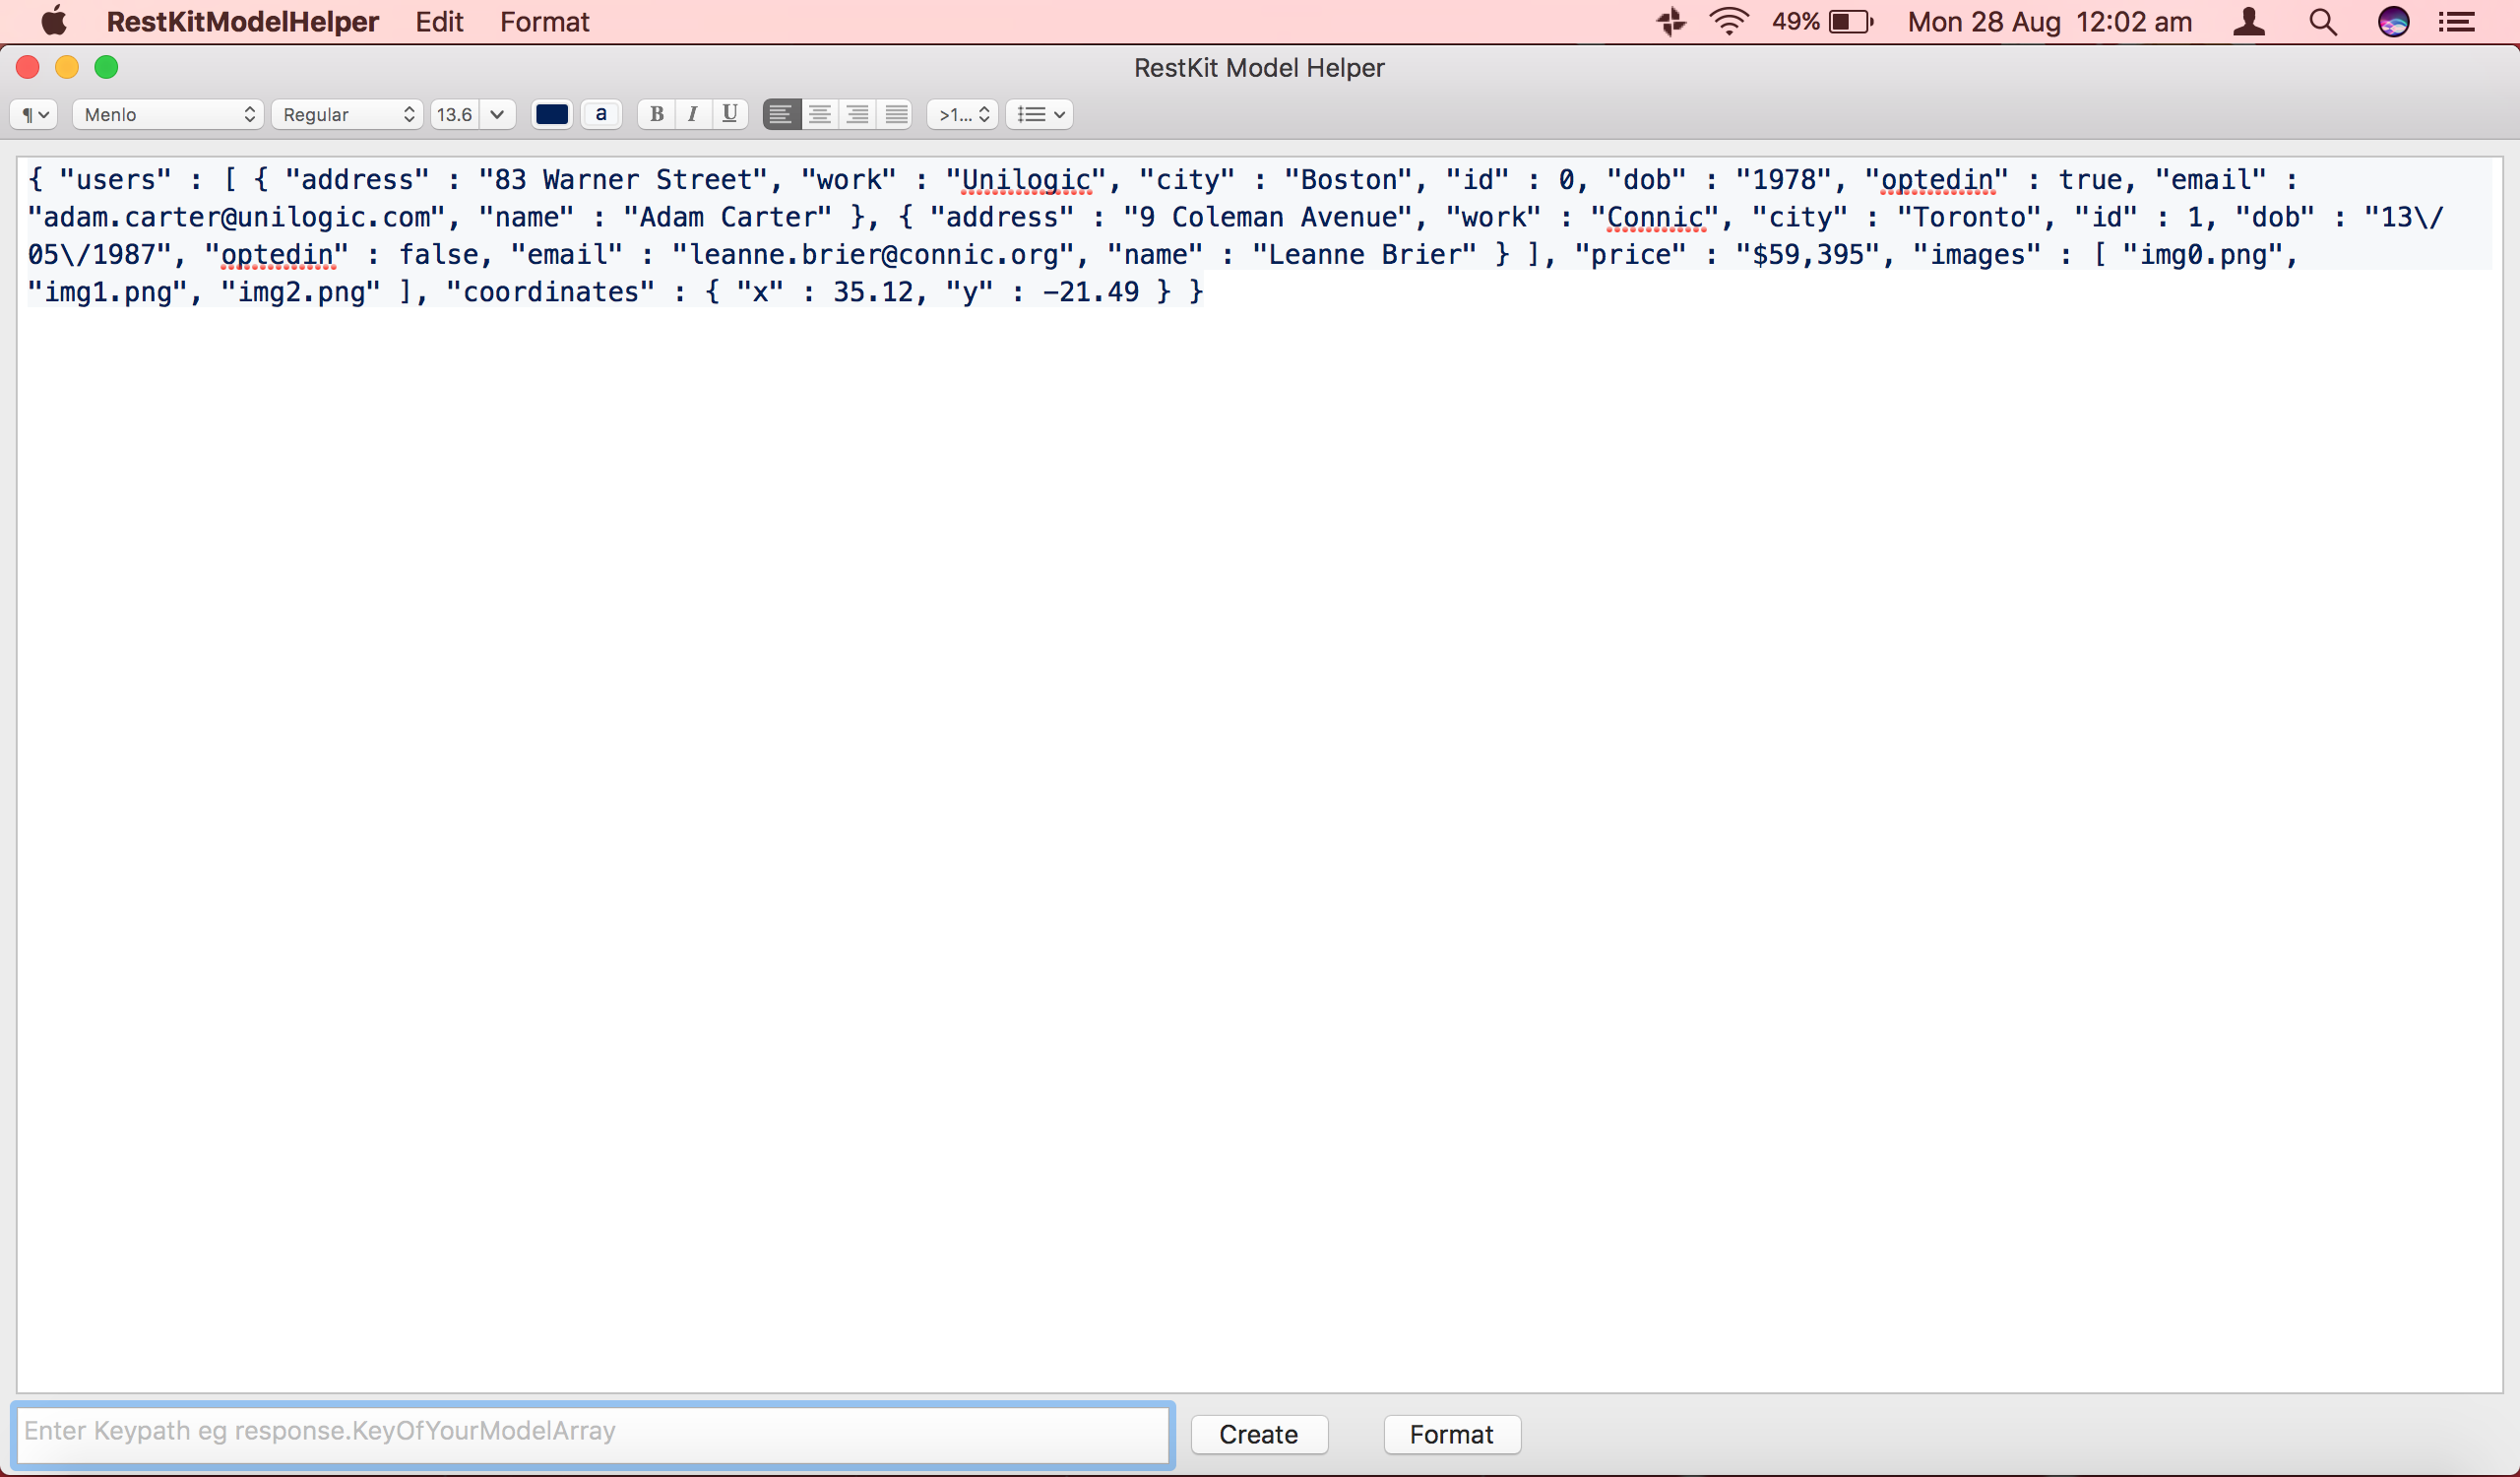 RestKitModelHelper Edit Format 49% Mon 28 Aug 12:02 am
RestKit Model Helper
¶ Menlo Regular 13.6 a B I U >1...
{ "users" : [ { "address" : "83 Warner Street", "work" : "Unilogic", "city" : "Boston", "id" : 0, "dob" : "1978", "optedin" : true, "email" :
"adam.carter@unilogic.com", "name" : "Adam Carter" }, { "address" : "9 Coleman Avenue", "work" : "Connic", "city" : "Toronto", "id" : 1, "dob" : "13\/
05\/1987", "optedin" : false, "email" : "leanne.brier@connic.org", "name" : "Leanne Brier" } ], "price" : "$59,395", "images" : [ "img0.png",
"img1.png", "img2.png" ], "coordinates" : { "x" : 35.12, "y" : -21.49 } }
Enter Keypath eg response.KeyOfYourModelArray Create Format